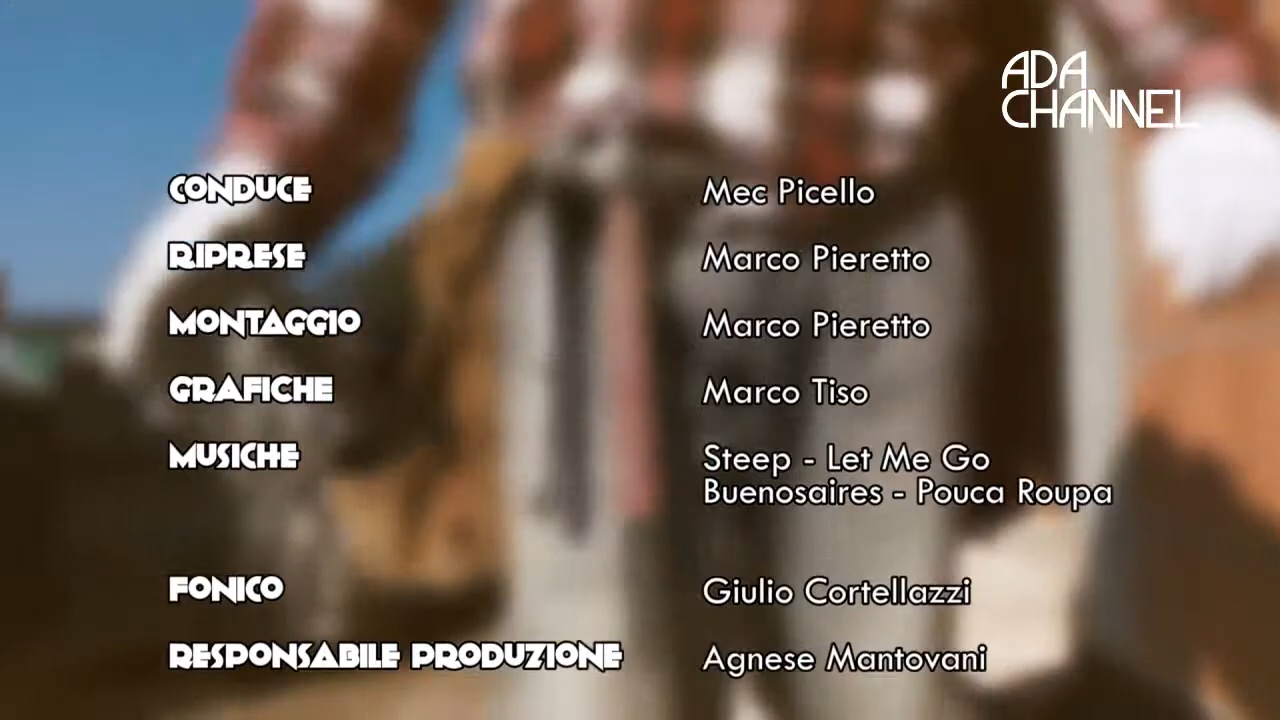 ADA
CHANNEL
CONDUCE Mec Picello
RIPRESE Marco Pieretto
MONTAGGIO Marco Pieretto
GRAFICHE Marco Tiso
MUSICHE Steep - Let Me Go
Buenosaires - Pouca Roupa
FONICO Giulio Cortellazzi
RESPONSABILE PRODUZIONE Agnese Mantovani